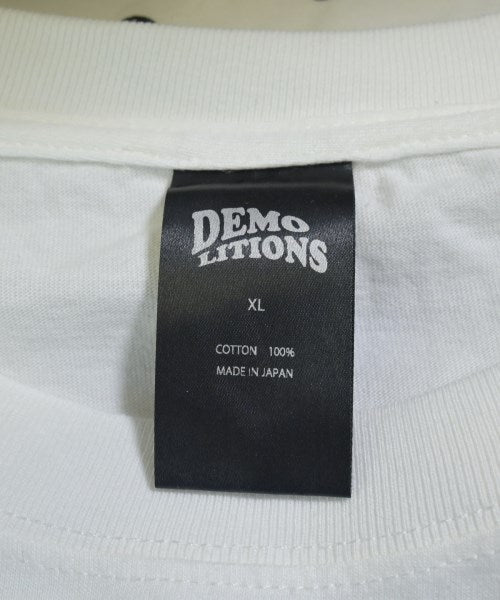 DEMO
LITIONS
XL
COTTON 100%
MADE IN JAPAN